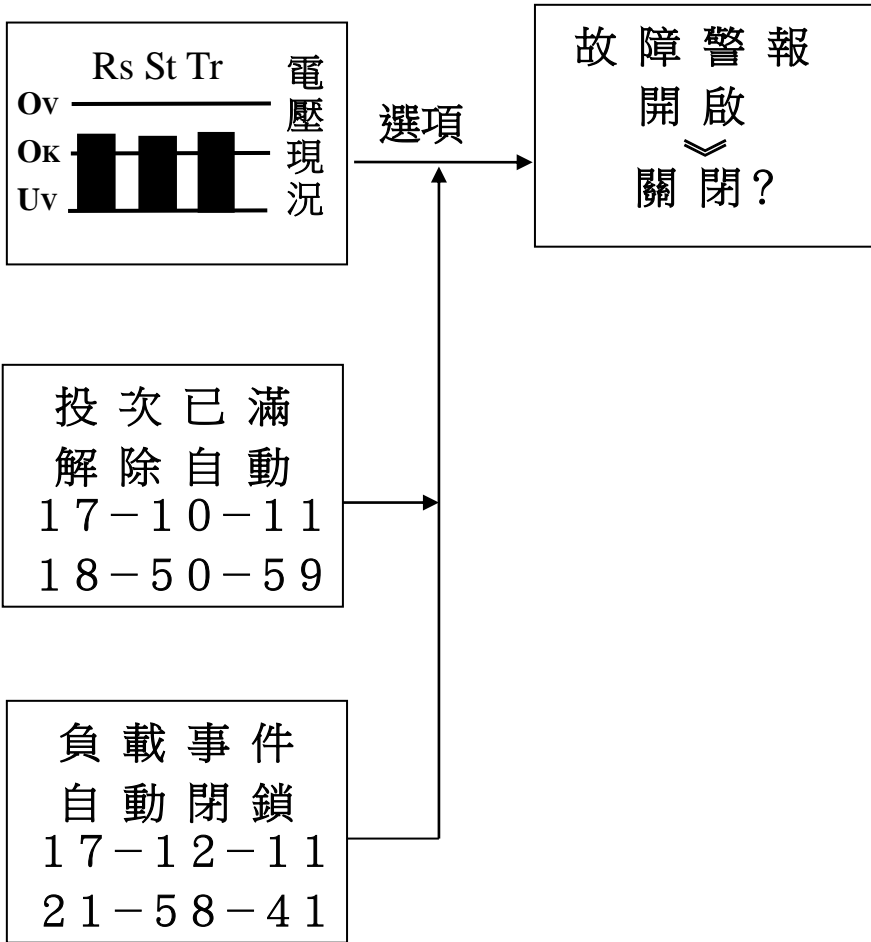 Rs St Tr
Ov
Ok
Uv
電壓現況
選項
故障警報
開啟
︾
關閉?
投次已滿
解除自動
17－10－11
18－50－59
負載事件
自動閉鎖
17－12－11
21－58－41